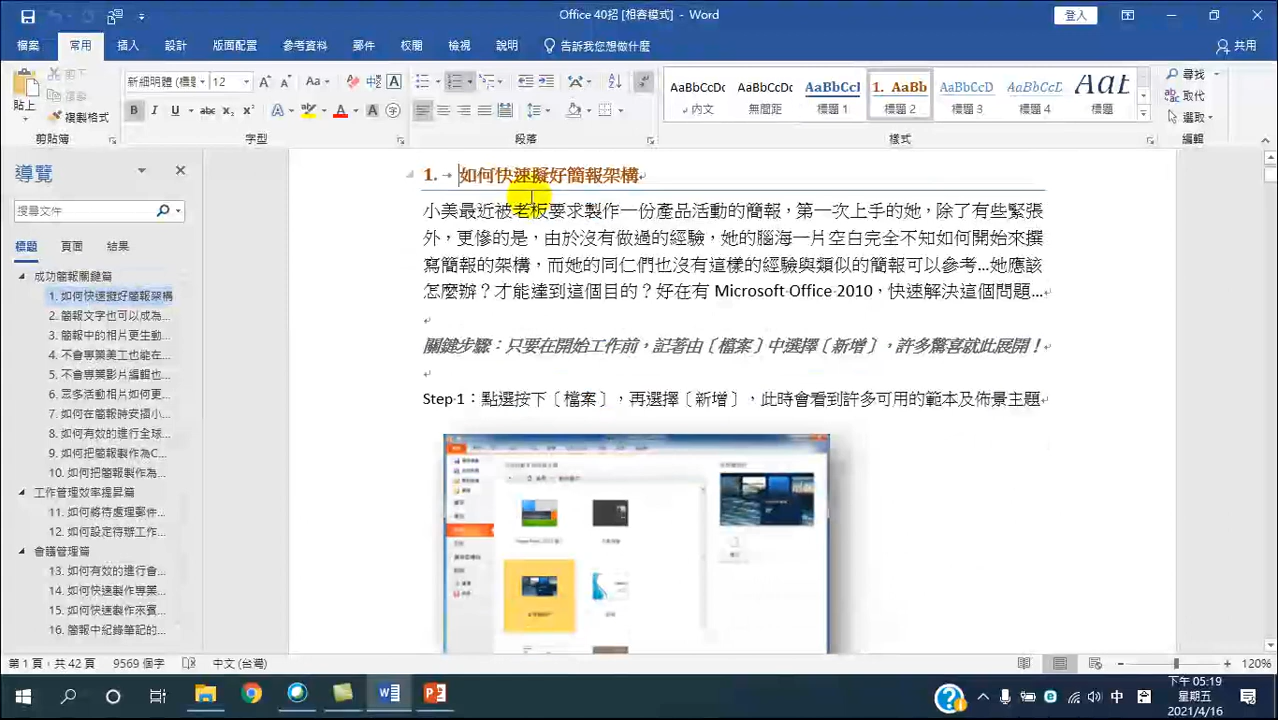 Office 40招 [相容模式] - Word
登入
檔案 常用 插入 設計 版面配置 參考資料 郵件 校閱 檢視 說明 告訴我您想做什麼 共用
貼上
剪下
複製
複製格式
新細明體 (標題 12
剪貼簿 字型 段落 樣式 編輯
AaBbCcDc AaBbCcDc AaBbCcI 1. AaBb AaBbCcD AaBbCcD Aab
↵內文 無間距 標題 1 標題 2 標題 3 標題 4 標題
尋找
取代
選取
導覽
搜尋文件
標題 頁面 結果
成功簡報關鍵篇
1. 如何快速擬好簡報架構
2. 簡報文字也可以成為...
3. 簡報中的相片更生動...
4. 不會專業美工也能在...
5. 不會專業影片編輯也...
6. 眾多活動相片如何更...
7. 如何在簡報時安插小...
8. 如何有效的進行全球...
9. 如何把簡報製作為C...
10. 如何把簡報製作為...
工作管理效率提昇篇
11. 如何將待處理郵件...
12. 如何設定待辦工作...
會議管理篇
13. 如何有效的進行會...
14. 如何快速製作專業...
15. 如何快速製作來賓...
16. 簡報中紀錄筆記的...
1. → 如何快速擬好簡報架構↵
小美最近被老板要求製作一份產品活動的簡報，第一次上手的她，除了有些緊張
外，更慘的是，由於沒有做過的經驗，她的腦海一片空白完全不知如何開始來撰
寫簡報的架構，而她的同仁們也沒有這樣的經驗與類似的簡報可以參考…她應該
怎麼辦？才能達到這個目的？好在有 Microsoft·Office·2010，快速解決這個問題…↵
關鍵步驟：只要在開始工作前，記著由〔檔案〕中選擇〔新增〕，許多驚喜就此展開！↵
Step·1：點選按下〔檔案〕，再選擇〔新增〕，此時會看到許多可用的範本及佈景主題↵
第 1 頁，共 42 頁 9569 個字 中文 (台灣) 120%
中
下午 05:19
星期五
2021/4/16